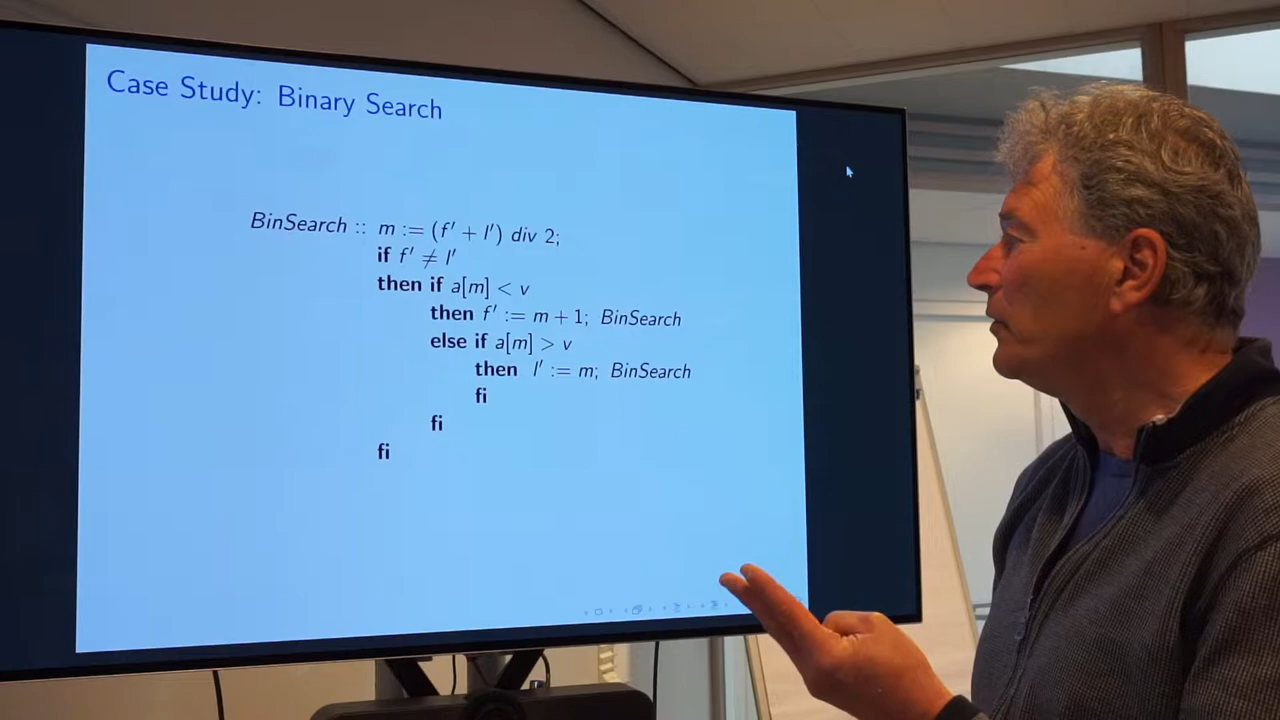 Case Study: Binary Search
BinSearch :: m := (f′ + l′) div 2;
if f′ ≠ l′
then if a[m] < v
then f′ := m + 1; BinSearch
else if a[m] > v
then l′ := m; BinSearch
fi
fi
fi